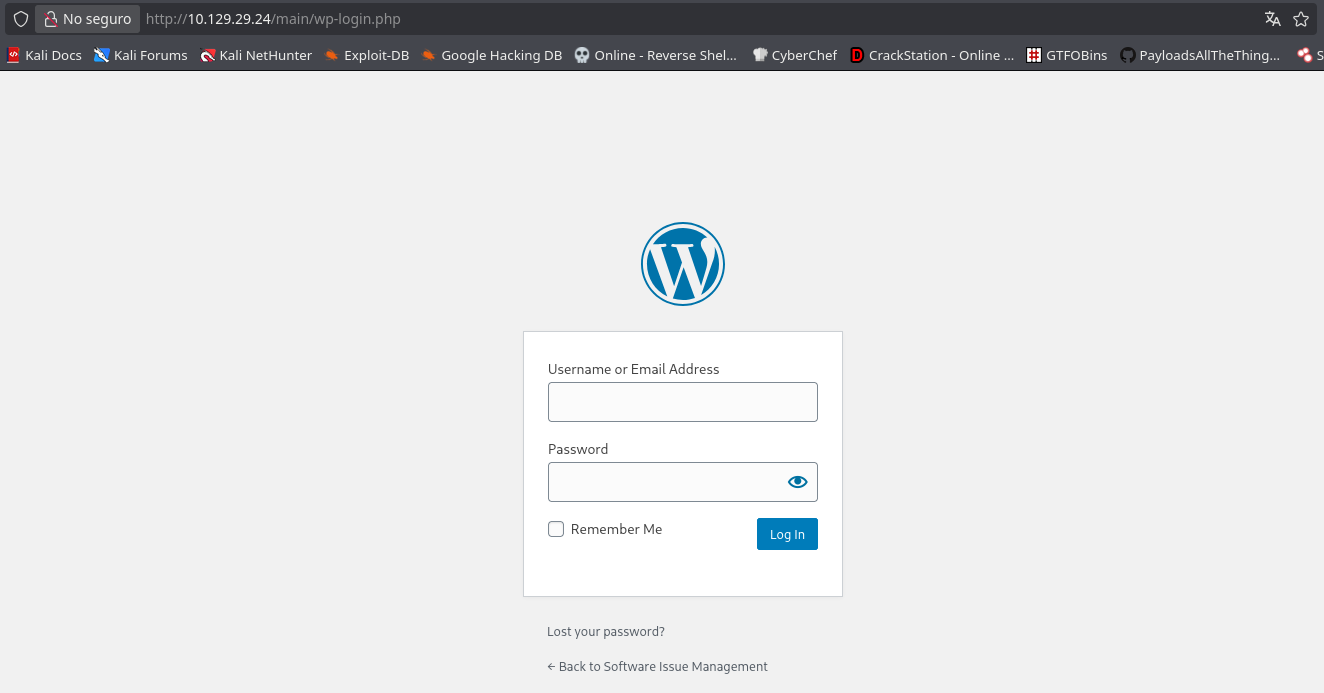 No seguro http://10.129.29.24/main/wp-login.php
Kali Docs Kali Forums Kali NetHunter Exploit-DB Google Hacking DB Online - Reverse Shel... CyberChef CrackStation - Online ... GTFOBins PayloadsAllTheThing... S
Username or Email Address
Password
Remember Me Log In
Lost your password?
← Back to Software Issue Management